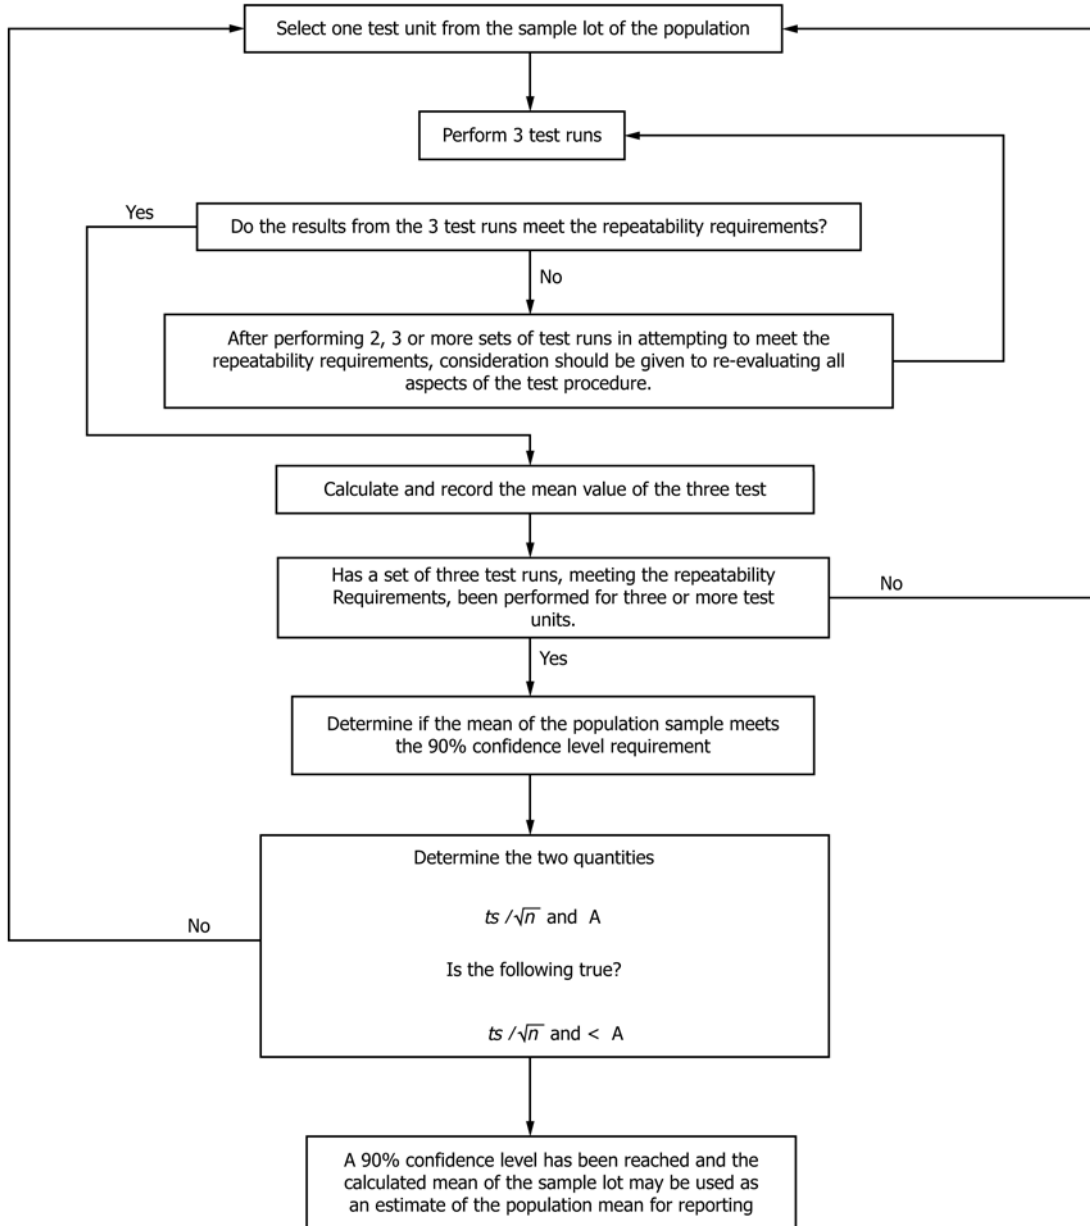 Select one test unit from the sample lot of the population
Perform 3 test runs
Yes
Do the results from the 3 test runs meet the repeatability requirements?
No
After performing 2, 3 or more sets of test runs in attempting to meet the
repeatability requirements, consideration should be given to re-evaluating all
aspects of the test procedure.
Calculate and record the mean value of the three test
Has a set of three test runs, meeting the repeatability
Requirements, been performed for three or more test
units.
No
Yes
Determine if the mean of the population sample meets
the 90% confidence level requirement
Determine the two quantities
ts /√n and A
No
Is the following true?
ts /√n and < A
A 90% confidence level has been reached and the
calculated mean of the sample lot may be used as
an estimate of the population mean for reporting